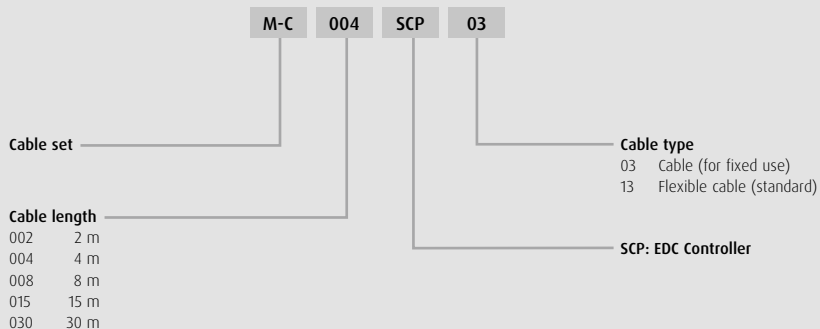 M-C 004 SCP 03
Cable set
Cable type
03 Cable (for fixed use)
13 Flexible cable (standard)
Cable length
002 2 m
004 4 m
008 8 m
015 15 m
030 30 m
SCP: EDC Controller